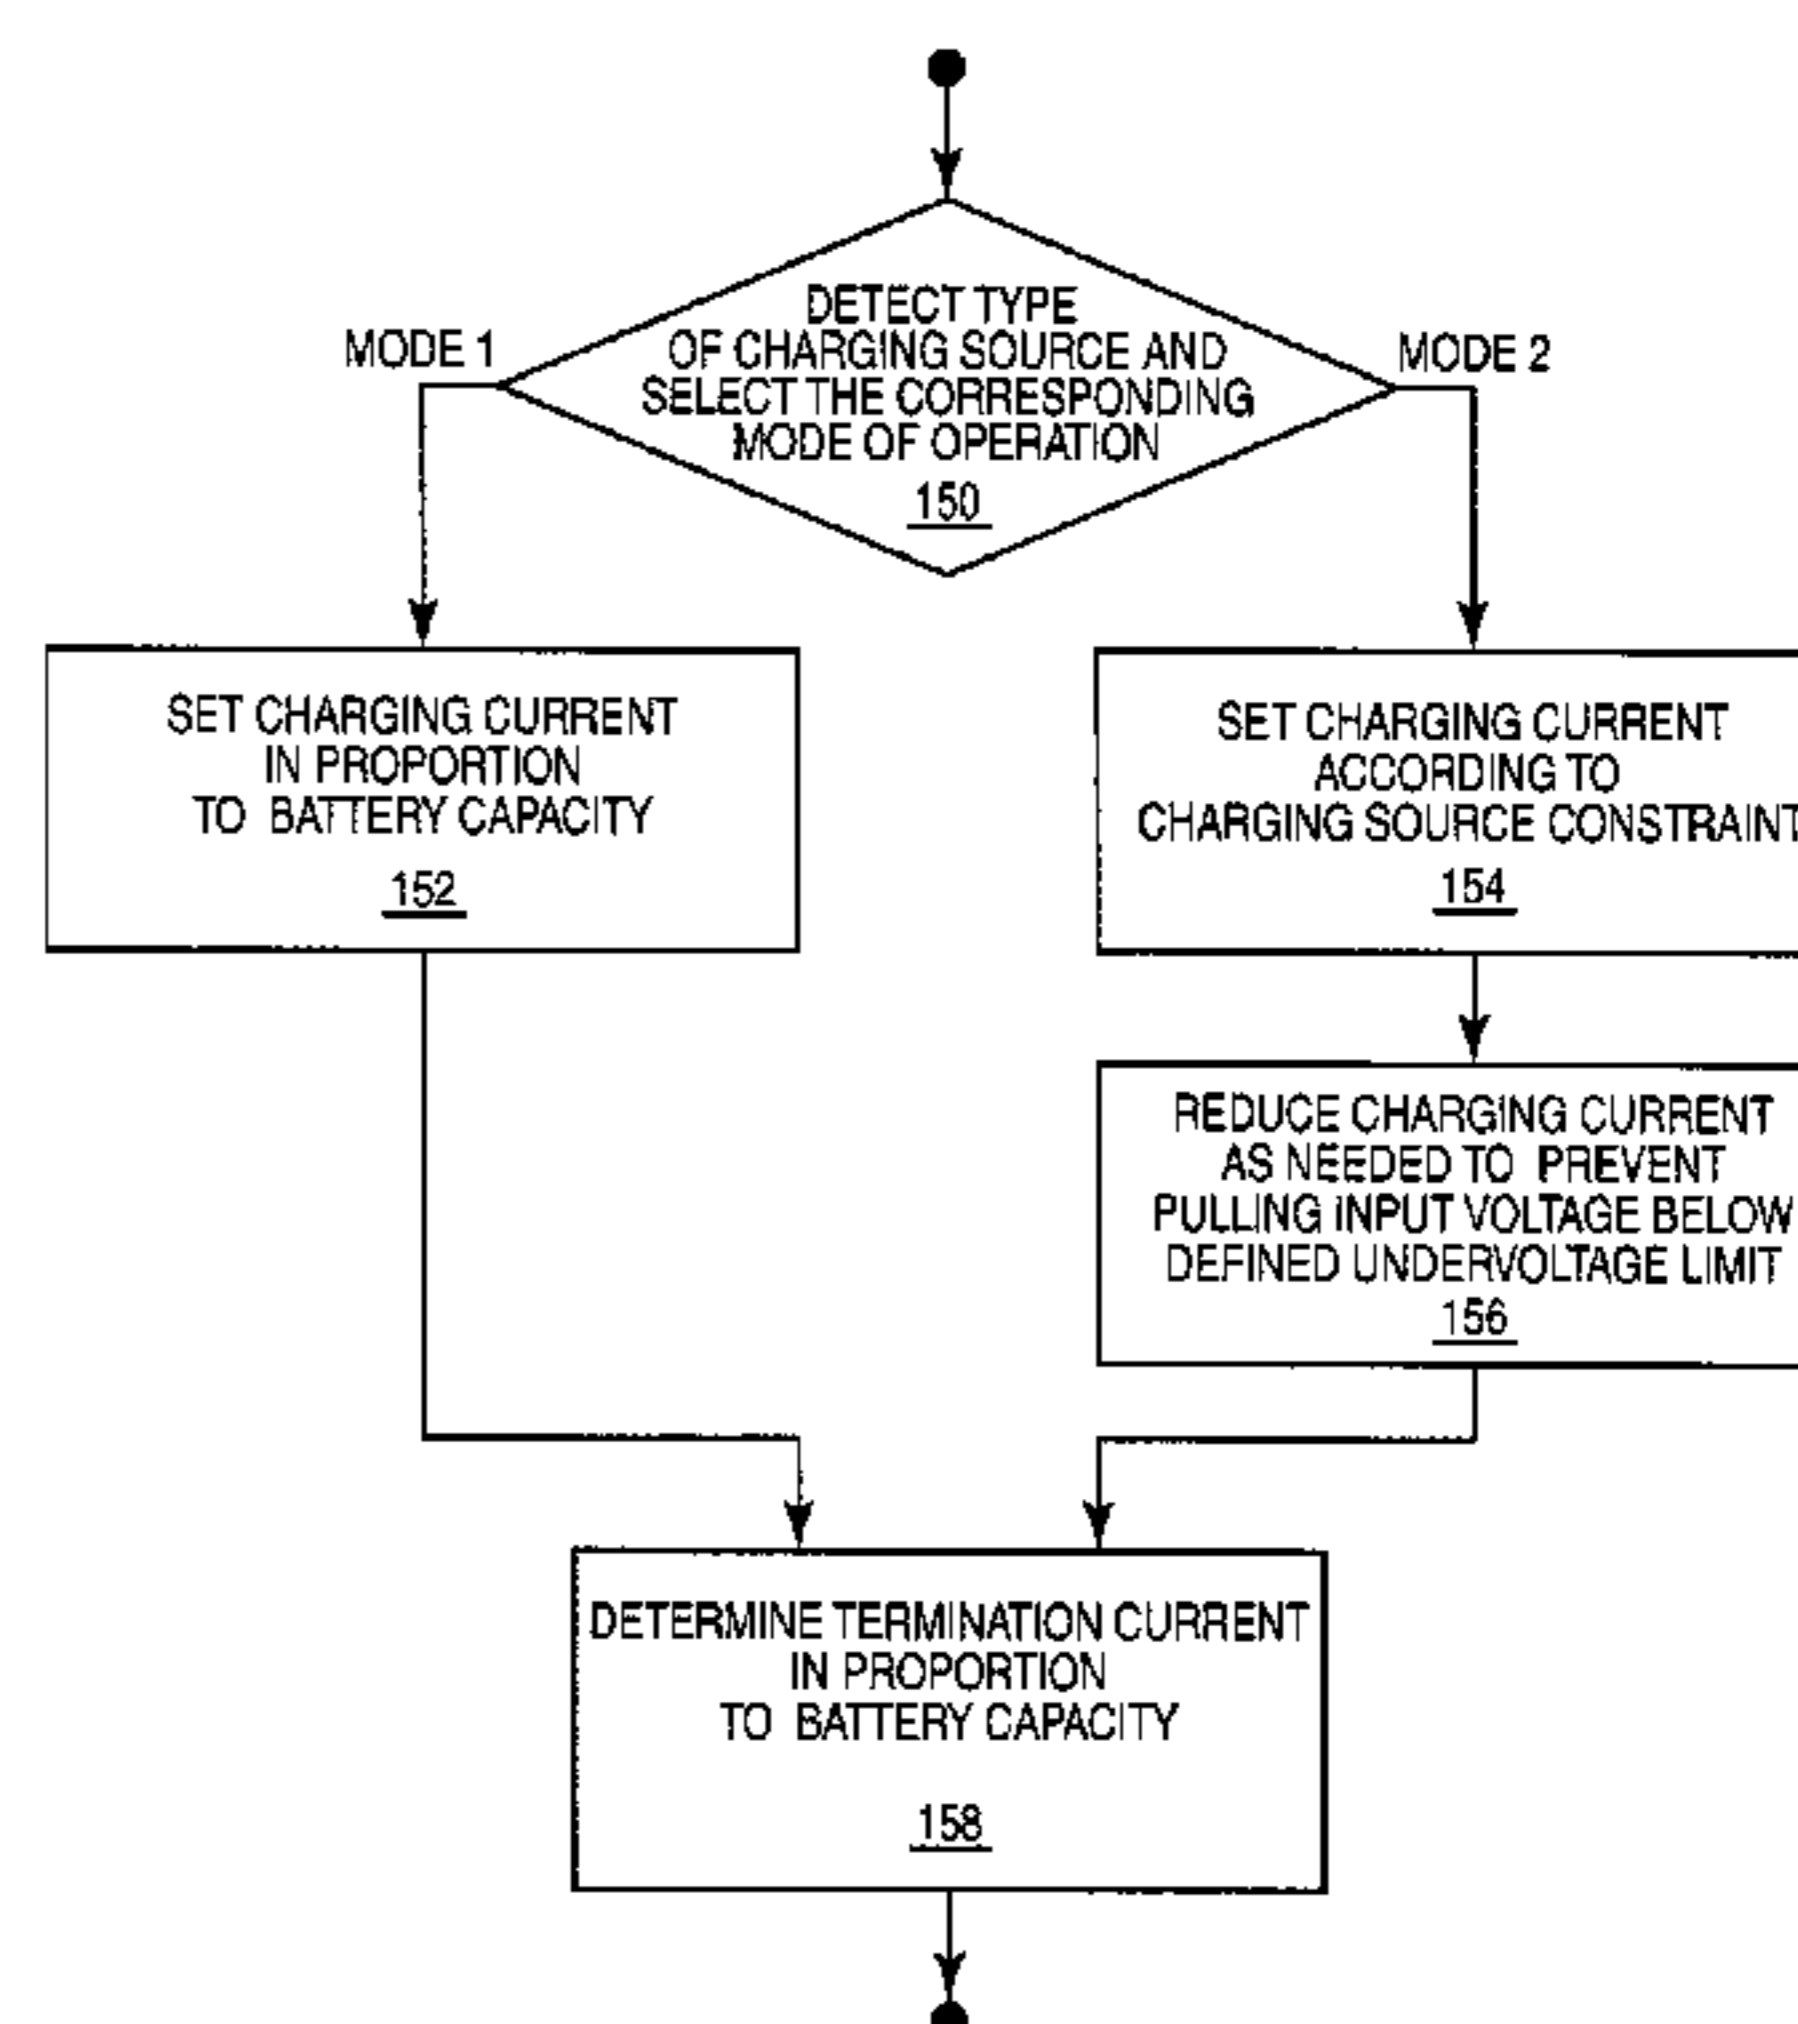 DETECT TYPE
OF CHARGING SOURCE AND
SELECT THE CORRESPONDING
MODE OF OPERATION
150
MODE 1
MODE 2
SET CHARGING CURRENT
IN PROPORTION
TO BATTERY CAPACITY
152
SET CHARGING CURRENT
ACCORDING TO
CHARGING SOURCE CONSTRAINT
154
REDUCE CHARGING CURRENT
AS NEEDED TO PREVENT
PULLING INPUT VOLTAGE BELOW
DEFINED UNDERVOLTAGE LIMIT
156
DETERMINE TERMINATION CURRENT
IN PROPORTION
TO BATTERY CAPACITY
158